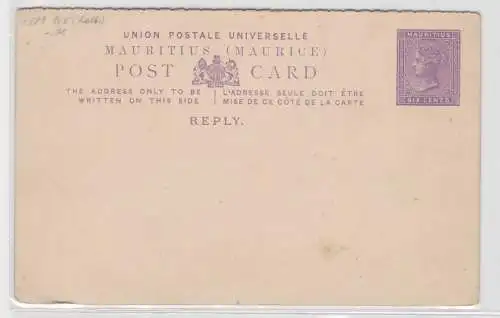 UNION POSTALE UNIVERSELLE
MAURITIUS (MAURICE)
POST CARD
THE ADDRESS ONLY TO BE WRITTEN ON THIS SIDE
L'ADRESSE SEULE DOIT ÊTRE MISE DE CE CÔTÉ DE LA CARTE
REPLY.
MAURITIUS
SIX CENTS